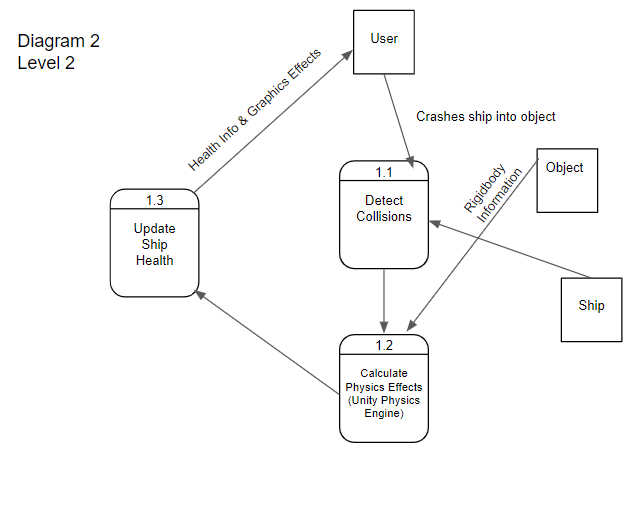 Diagram 2
Level 2
User
Health Info & Graphics Effects
Crashes ship into object
1.1
Detect
Collisions
Rigidbody
Information
Object
1.3
Update
Ship
Health
Ship
1.2
Calculate
Physics Effects
(Unity Physics
Engine)